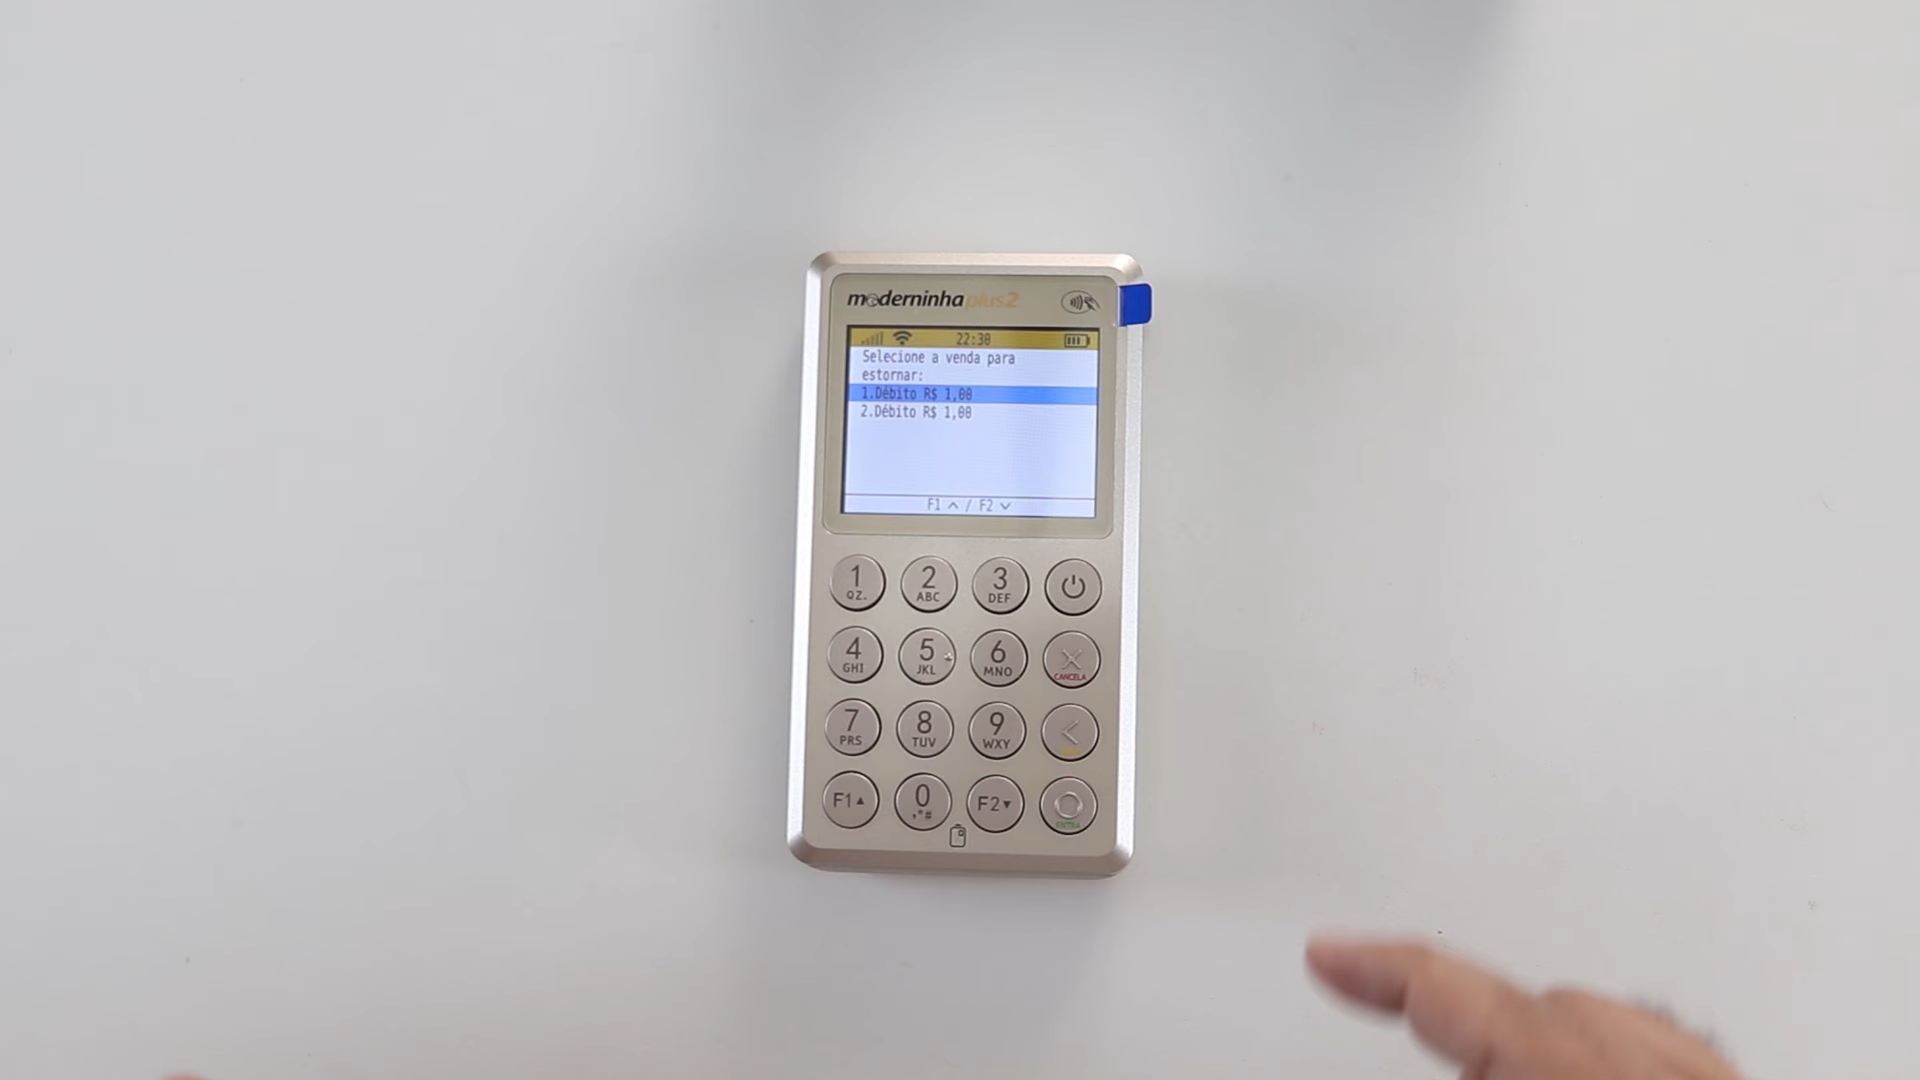 moderninha plus2
22:30
Selecione a venda para
estornar:
1.Débito R$ 1,00
2.Débito R$ 1,00
F1 / F2
1 QZ.
2 ABC
3 DEF
4 GHI
5 JKL
6 MNO
CANCELA
7 PRS
8 TUV
9 WXY
F1▲
0 ,*#
F2▼
ENTRA